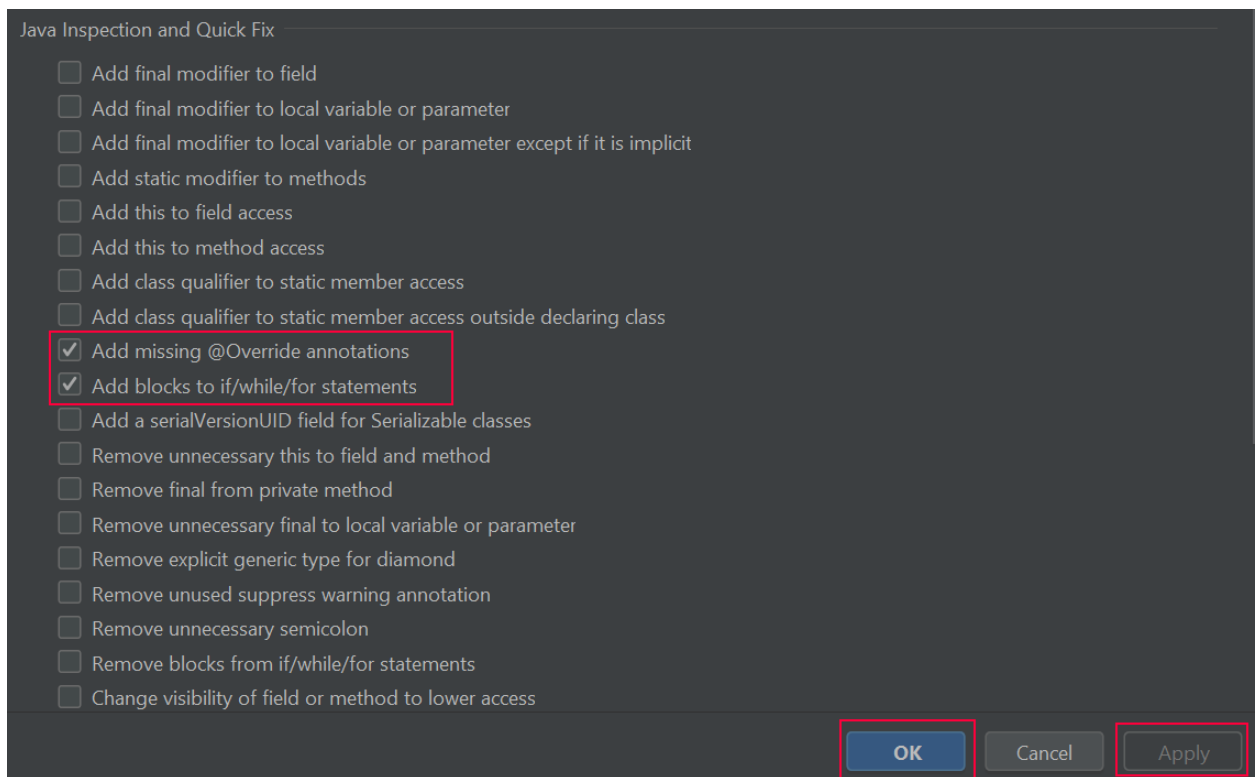 Java Inspection and Quick Fix
Add final modifier to field
Add final modifier to local variable or parameter
Add final modifier to local variable or parameter except if it is implicit
Add static modifier to methods
Add this to field access
Add this to method access
Add class qualifier to static member access
Add class qualifier to static member access outside declaring class
Add missing @Override annotations
Add blocks to if/while/for statements
Add a serialVersionUID field for Serializable classes
Remove unnecessary this to field and method
Remove final from private method
Remove unnecessary final to local variable or parameter
Remove explicit generic type for diamond
Remove unused suppress warning annotation
Remove unnecessary semicolon
Remove blocks from if/while/for statements
Change visibility of field or method to lower access
OK Cancel Apply